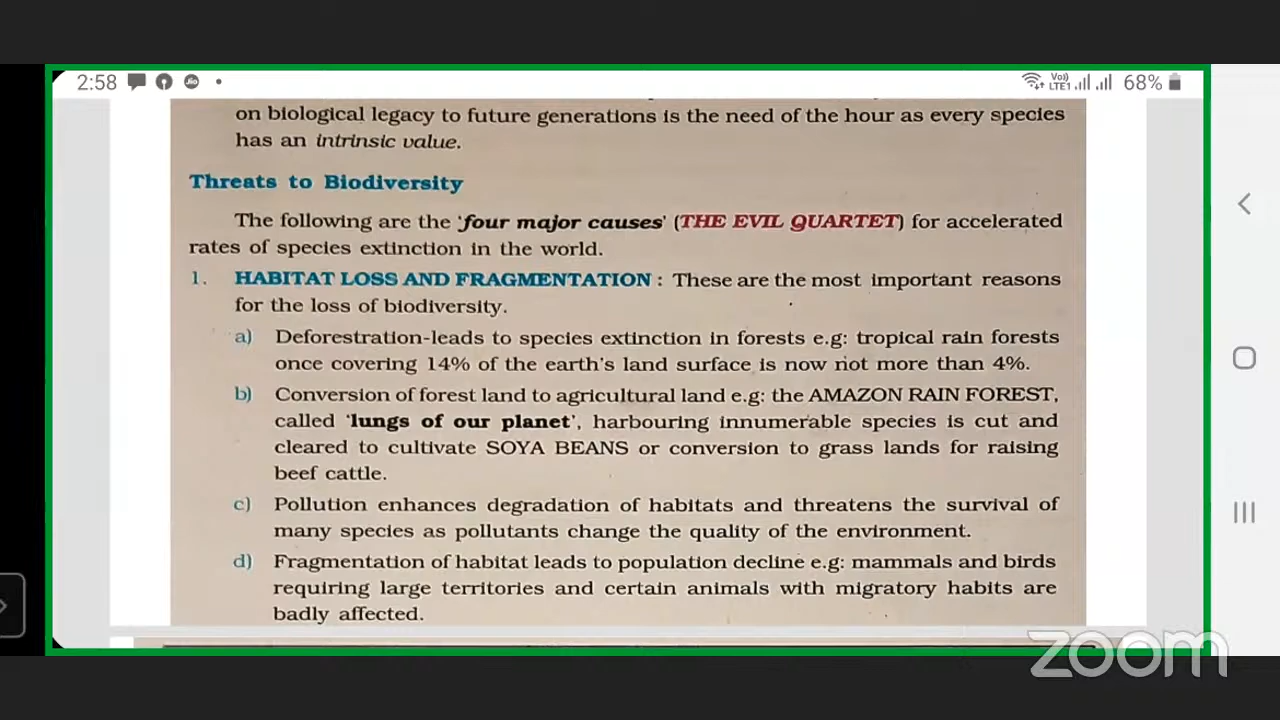 2:58
Vo))
LTE1
68%
on biological legacy to future generations is the need of the hour as every species
has an intrinsic value.
Threats to Biodiversity
The following are the 'four major causes' (THE EVIL QUARTET) for accelerated
rates of species extinction in the world.
1. HABITAT LOSS AND FRAGMENTATION : These are the most important reasons
for the loss of biodiversity.
a) Deforestration-leads to species extinction in forests e.g: tropical rain forests
once covering 14% of the earth's land surface is now not more than 4%.
b) Conversion of forest land to agricultural land e.g: the AMAZON RAIN FOREST,
called 'lungs of our planet', harbouring innumerable species is cut and
cleared to cultivate SOYA BEANS or conversion to grass lands for raising
beef cattle.
c) Pollution enhances degradation of habitats and threatens the survival of
many species as pollutants change the quality of the environment.
d) Fragmentation of habitat leads to population decline e.g: mammals and birds
requiring large territories and certain animals with migratory habits are
badly affected.
zoom